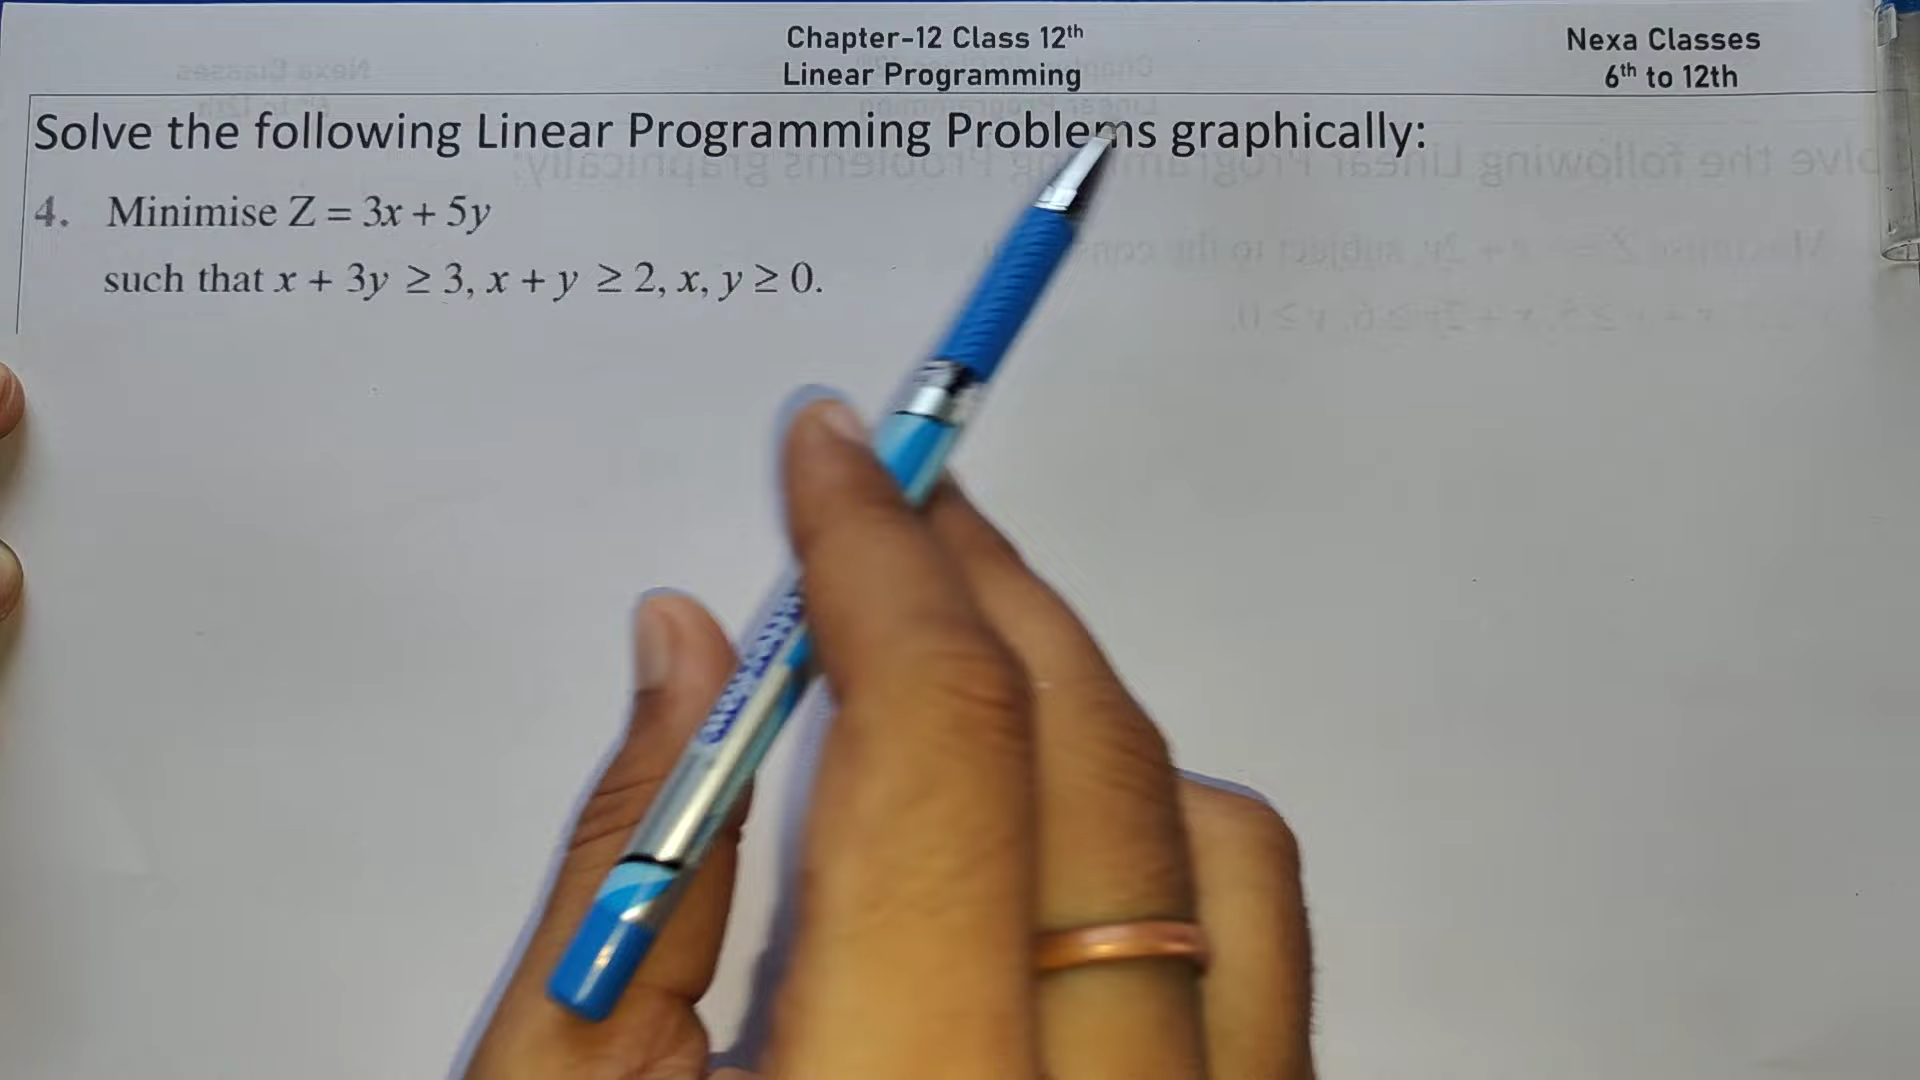 Chapter-12 Class 12th
Linear Programming
Nexa Classes
6th to 12th
Solve the following Linear Programming Problems graphically:
4. Minimise Z = 3x + 5y
such that x + 3y ≥ 3, x + y ≥ 2, x, y ≥ 0.